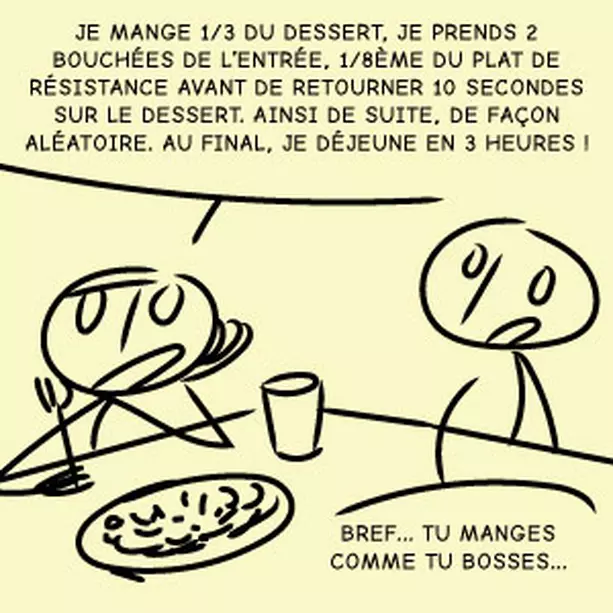 JE MANGE 1/3 DU DESSERT, JE PRENDS 2
BOUCHÉES DE L'ENTRÉE, 1/8ÈME DU PLAT DE
RÉSISTANCE AVANT DE RETOURNER 10 SECONDES
SUR LE DESSERT. AINSI DE SUITE, DE FAÇON
ALÉATOIRE. AU FINAL, JE DÉJEUNE EN 3 HEURES !
BREF... TU MANGES
COMME TU BOSSES...